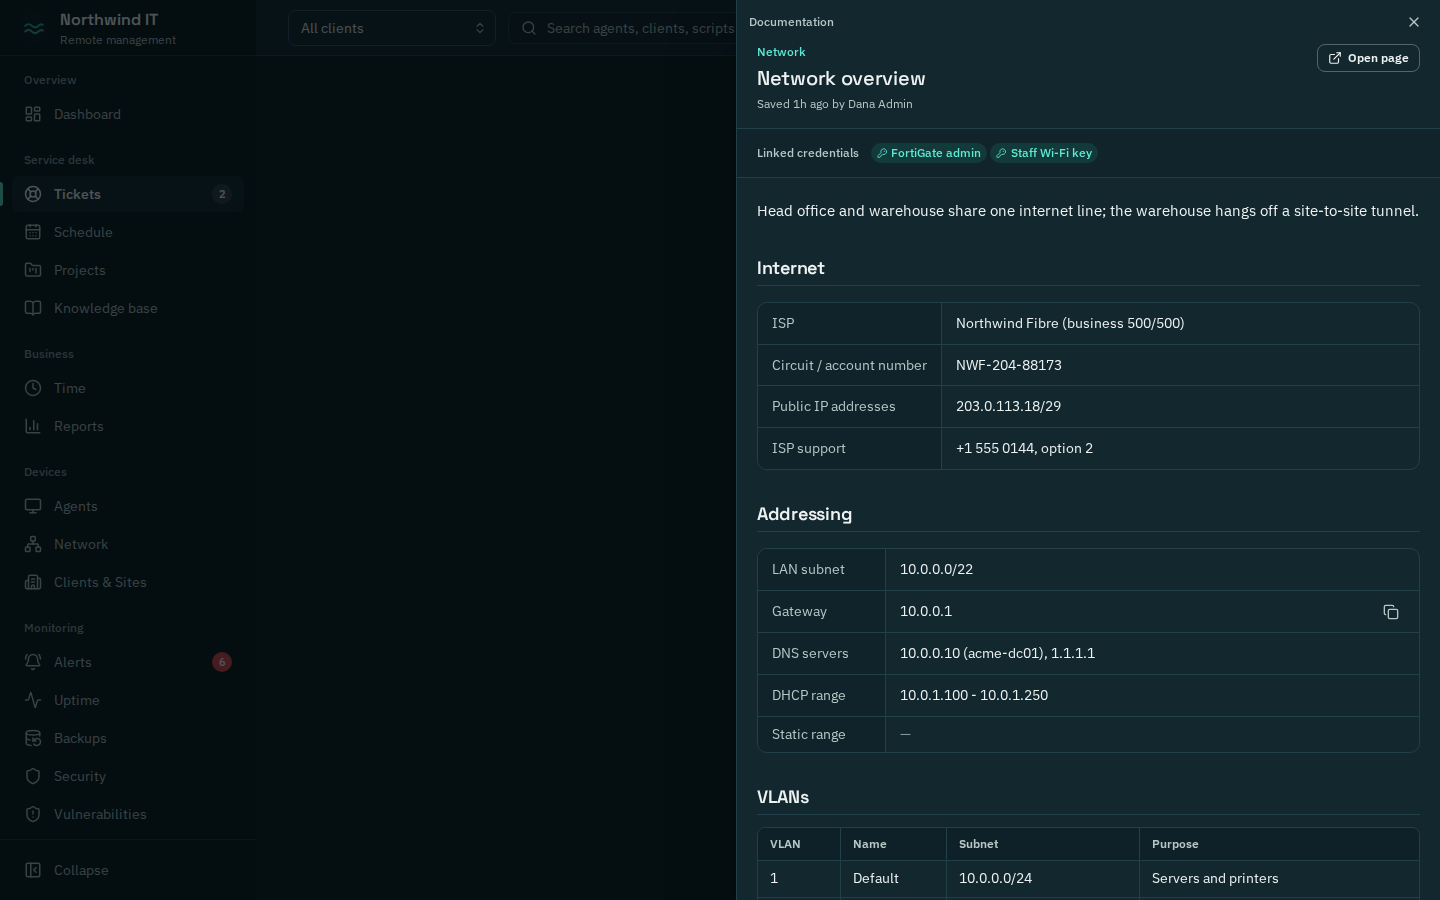 Northwind IT
Remote management
All clients
Search agents, clients, scripts
Overview
Dashboard
Service desk
Tickets 2
Schedule
Projects
Knowledge base
Business
Time
Reports
Devices
Agents
Network
Clients & Sites
Monitoring
Alerts 6
Uptime
Backups
Security
Vulnerabilities
Collapse
Documentation
Network
Network overview
Saved 1h ago by Dana Admin
Open page
Linked credentials FortiGate admin Staff Wi-Fi key
Head office and warehouse share one internet line; the warehouse hangs off a site-to-site tunnel.
Internet
ISP Northwind Fibre (business 500/500)
Circuit / account number NWF-204-88173
Public IP addresses 203.0.113.18/29
ISP support +1 555 0144, option 2
Addressing
LAN subnet 10.0.0.0/22
Gateway 10.0.0.1
DNS servers 10.0.0.10 (acme-dc01), 1.1.1.1
DHCP range 10.0.1.100 - 10.0.1.250
Static range —
VLANs
VLAN Name Subnet Purpose
1 Default 10.0.0.0/24 Servers and printers